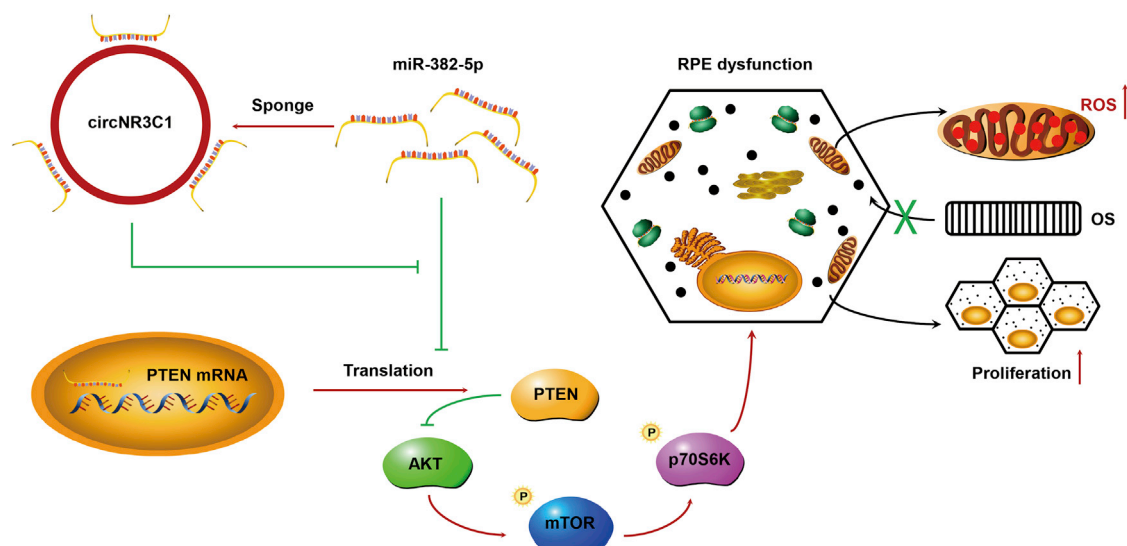 miR-382-5p
RPE dysfunction
ROS
Sponge
circNR3C1
OS
PTEN mRNA
Translation
PTEN
Proliferation
P
AKT
p70S6K
P
mTOR